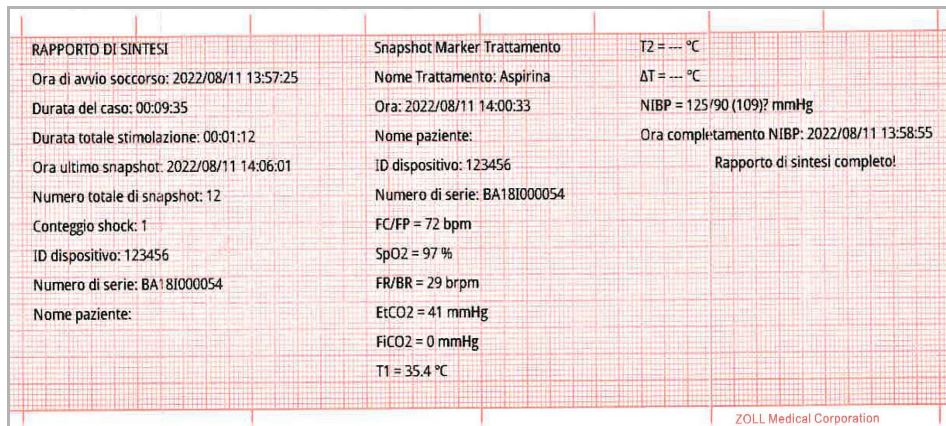 RAPPORTO DI SINTESI
Ora di avvio soccorso: 2022/08/11 13:57:25
Durata del caso: 00:09:35
Durata totale stimolazione: 00:01:12
Ora ultimo snapshot: 2022/08/11 14:06:01
Numero totale di snapshot: 12
Conteggio shock: 1
ID dispositivo: 123456
Numero di serie: BA18I000054
Nome paziente:
Snapshot Marker Trattamento
Nome Trattamento: Aspirina
Ora: 2022/08/11 14:00:33
Nome paziente:
ID dispositivo: 123456
Numero di serie: BA18I000054
FC/FP = 72 bpm
SpO2 = 97 %
FR/BR = 29 brpm
EtCO2 = 41 mmHg
FiCO2 = 0 mmHg
T1 = 35.4 °C
T2 = --- °C
ΔT = --- °C
NIBP = 125/90 (109)? mmHg
Ora completamento NIBP: 2022/08/11 13:58:55
Rapporto di sintesi completo!
ZOLL Medical Corporation